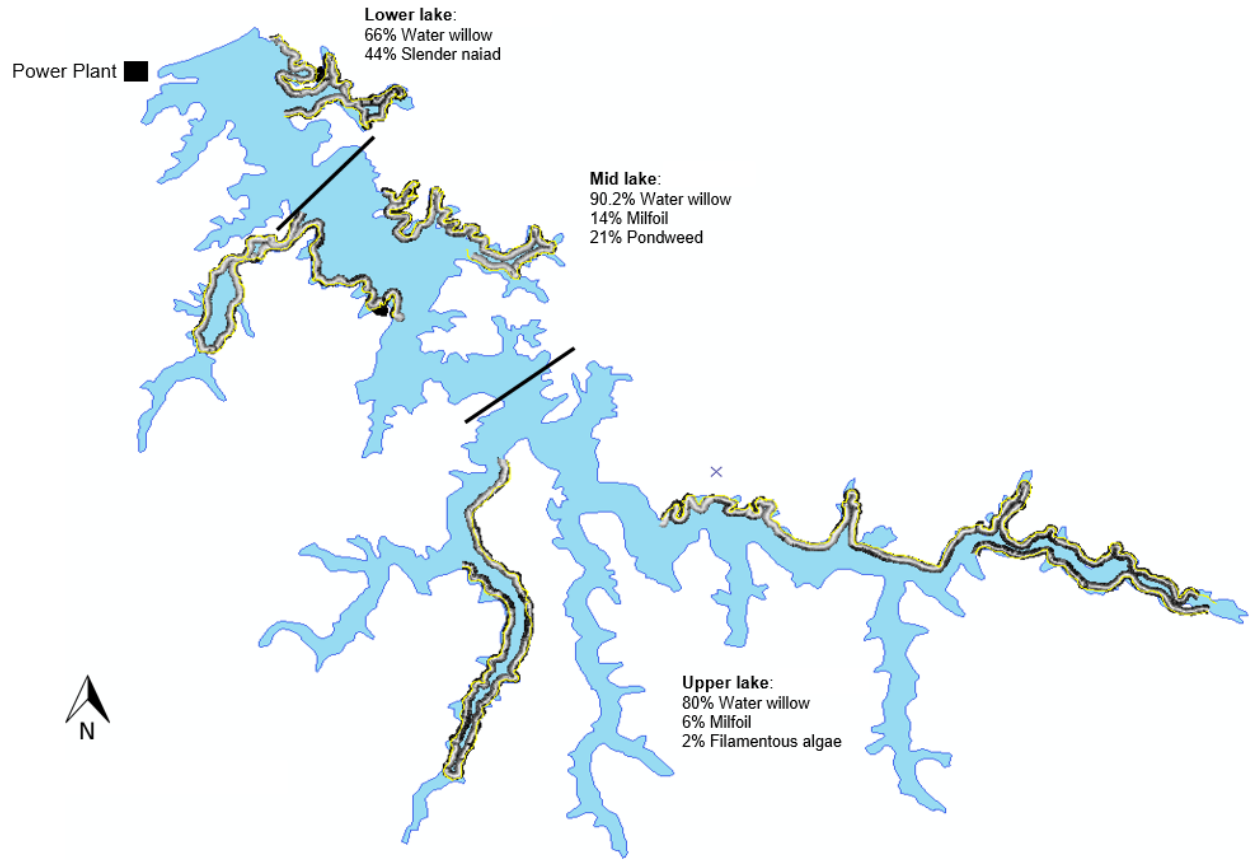 Lower lake:
66% Water willow
44% Slender naiad
Power Plant
Mid lake:
90.2% Water willow
14% Milfoil
21% Pondweed
Upper lake:
80% Water willow
6% Milfoil
2% Filamentous algae
N